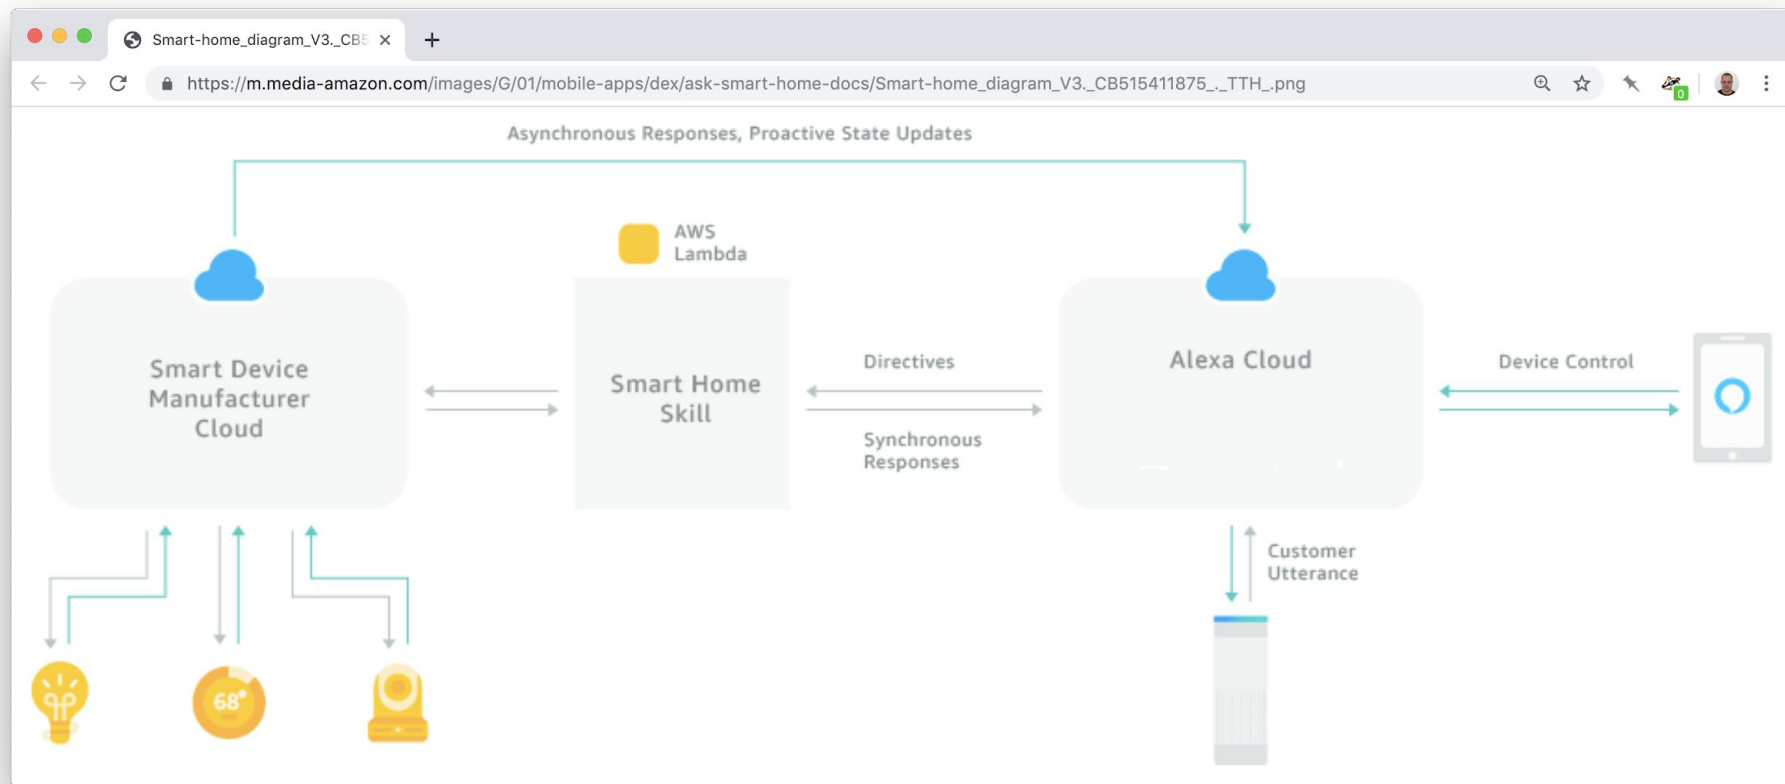 Smart-home_diagram_V3._CB5
https://m.media-amazon.com/images/G/01/mobile-apps/dex/ask-smart-home-docs/Smart-home_diagram_V3._CB515411875_._TTH_.png
0
Asynchronous Responses, Proactive State Updates
AWS
Lambda
Smart Device
Manufacturer
Cloud
Smart Home
Skill
Directives
Synchronous
Responses
Alexa Cloud
Device Control
Customer
Utterance
68°